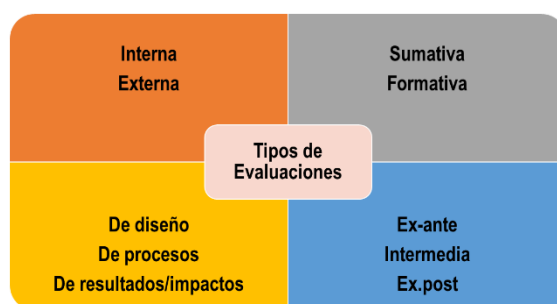 Interna
Externa
Sumativa
Formativa
Tipos de
Evaluaciones
De diseño
De procesos
De resultados/impactos
Ex-ante
Intermedia
Ex.post